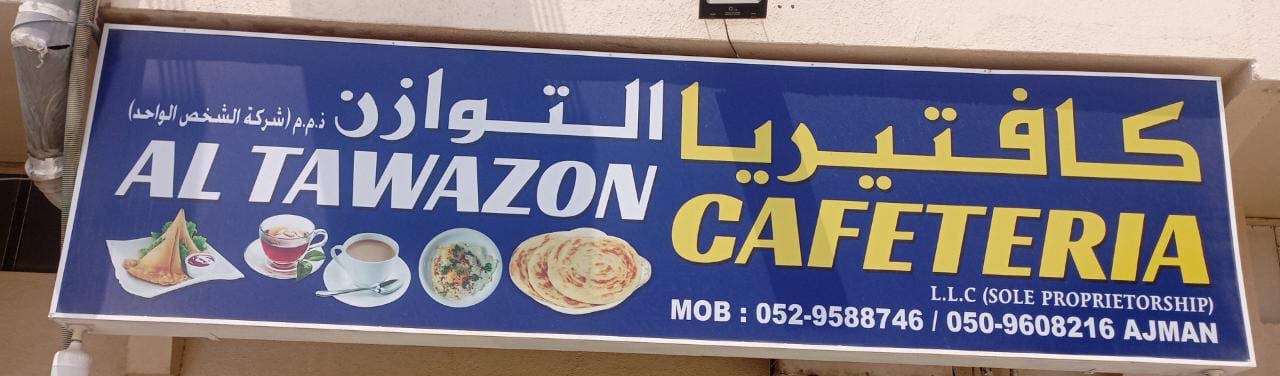 كافتيريا التوازن ذ.م.م (شركة الشخص الواحد)
AL TAWAZON CAFETERIA
L.L.C (SOLE PROPRIETORSHIP)
MOB : 052-9588746 / 050-9608216 AJMAN